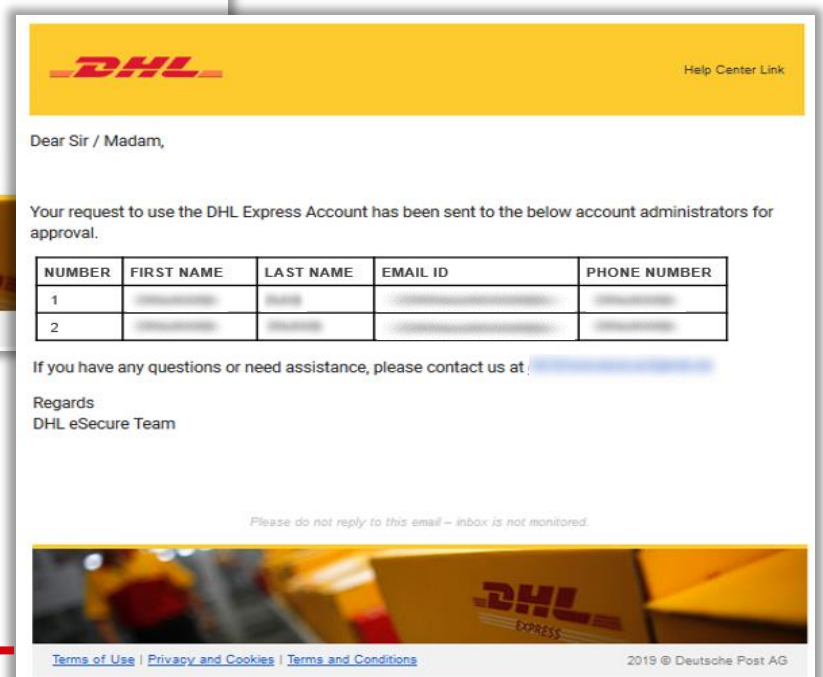 DHL
Help Center Link
Dear Sir / Madam,
Your request to use the DHL Express Account has been sent to the below account administrators for
approval.
NUMBER FIRST NAME LAST NAME EMAIL ID PHONE NUMBER
1
2
If you have any questions or need assistance, please contact us at
Regards
DHL eSecure Team
Please do not reply to this email – inbox is not monitored.
DHL
EXPRESS
Terms of Use | Privacy and Cookies | Terms and Conditions 2019 © Deutsche Post AG